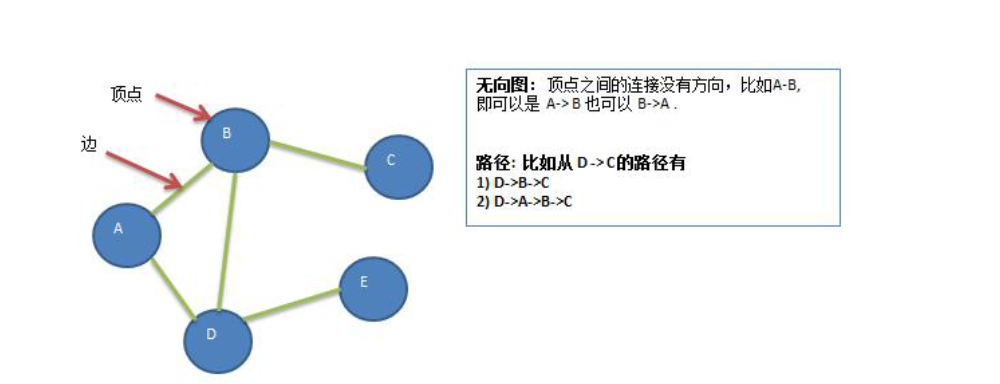 顶点
边
B
C
A
E
D
无向图：顶点之间的连接没有方向，比如A-B,
即可以是 A-> B 也可以 B->A .
路径: 比如从 D -> C的路径有
1) D->B->C
2) D->A->B->C